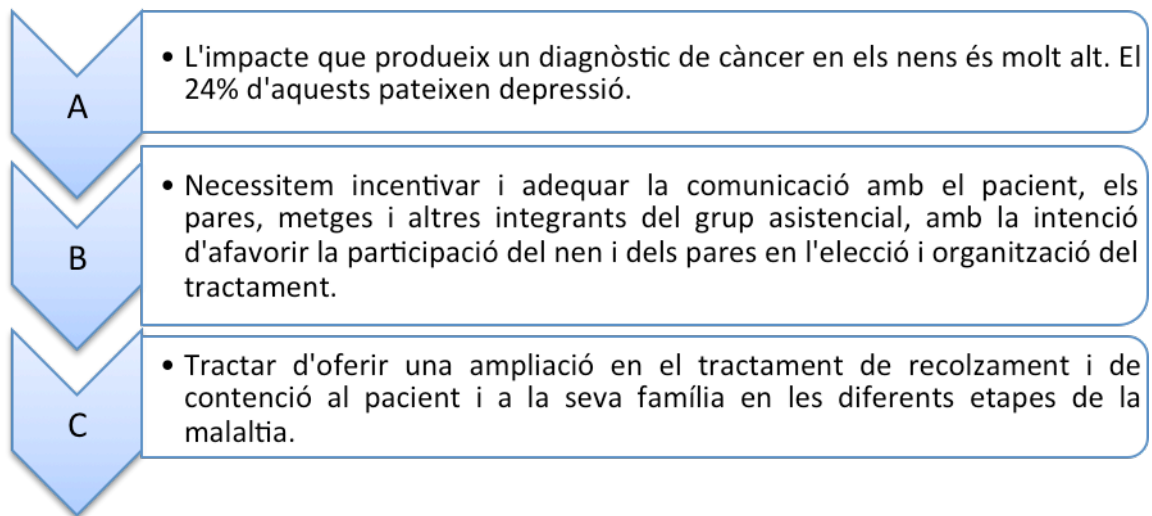 A
• L'impacte que produeix un diagnòstic de càncer en els nens és molt alt. El
24% d'aquests pateixen depressió.
B
• Necessitem incentivar i adequar la comunicació amb el pacient, els
pares, metges i altres integrants del grup asistencial, amb la intenció
d'afavorir la participació del nen i dels pares en l'elecció i organització del
tractament.
C
• Tractar d'oferir una ampliació en el tractament de recolzament i de
contenció al pacient i a la seva família en les diferents etapes de la
malaltia.